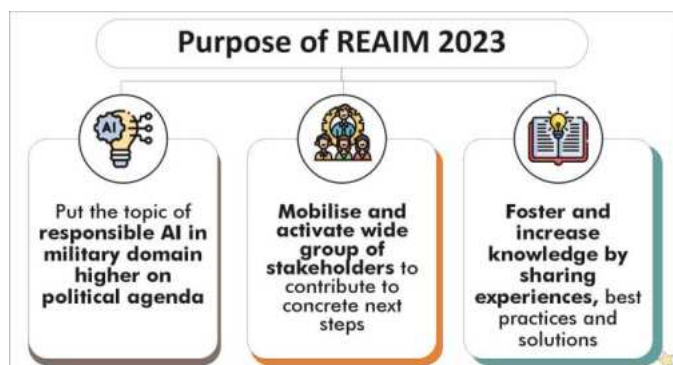 Purpose of REAIM 2023
AI
Put the topic of
responsible AI in
military domain
higher on
political agenda
Mobilise and
activate wide
group of
stakeholders to
contribute to
concrete next
steps
Foster and
increase
knowledge by
sharing
experiences, best
practices and
solutions